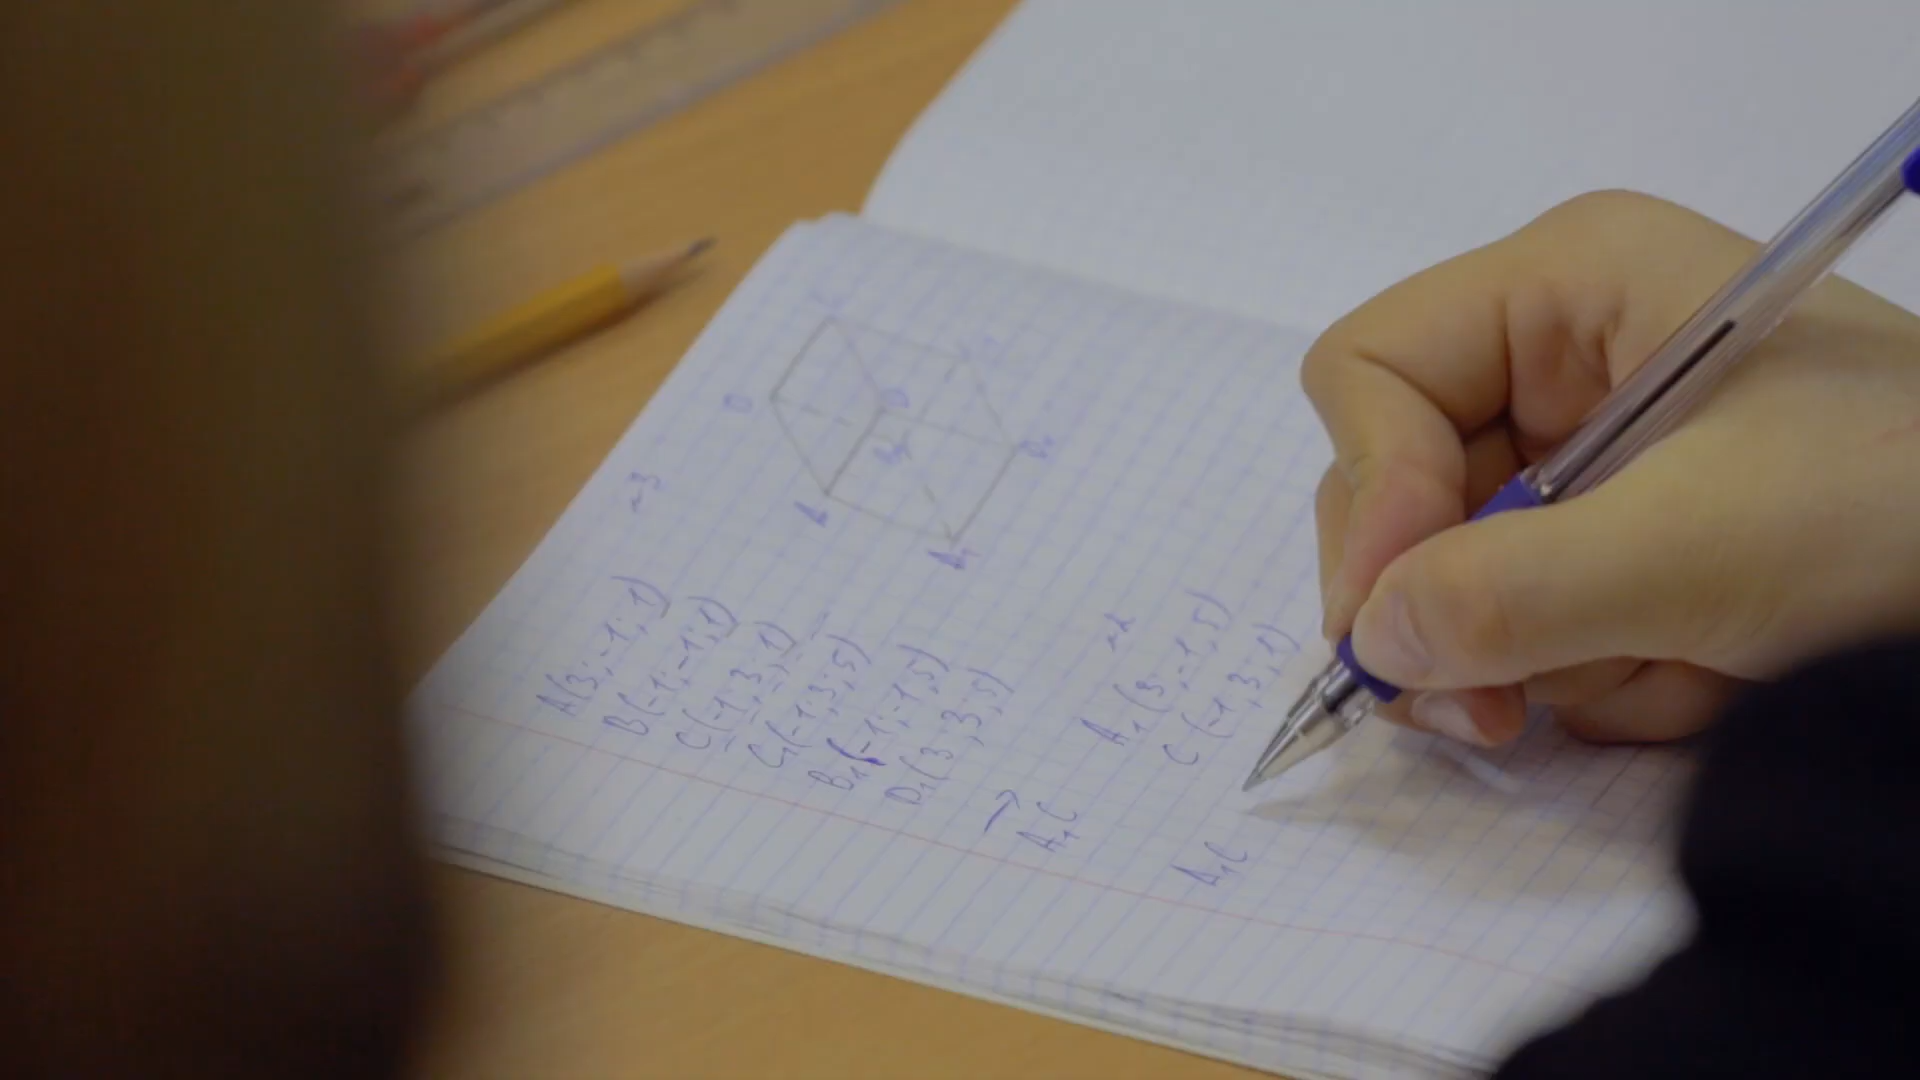 A(3;-1;1)
B(-1;-1;1)
C(-1;3;1)
C₁(-1;3;5)
B₁(-1;-1;5)
D₁(3;3;5)
A₁C
A₁(3;-1;5)
C(-1;3;1)
A₁C
A
B
D
A₁